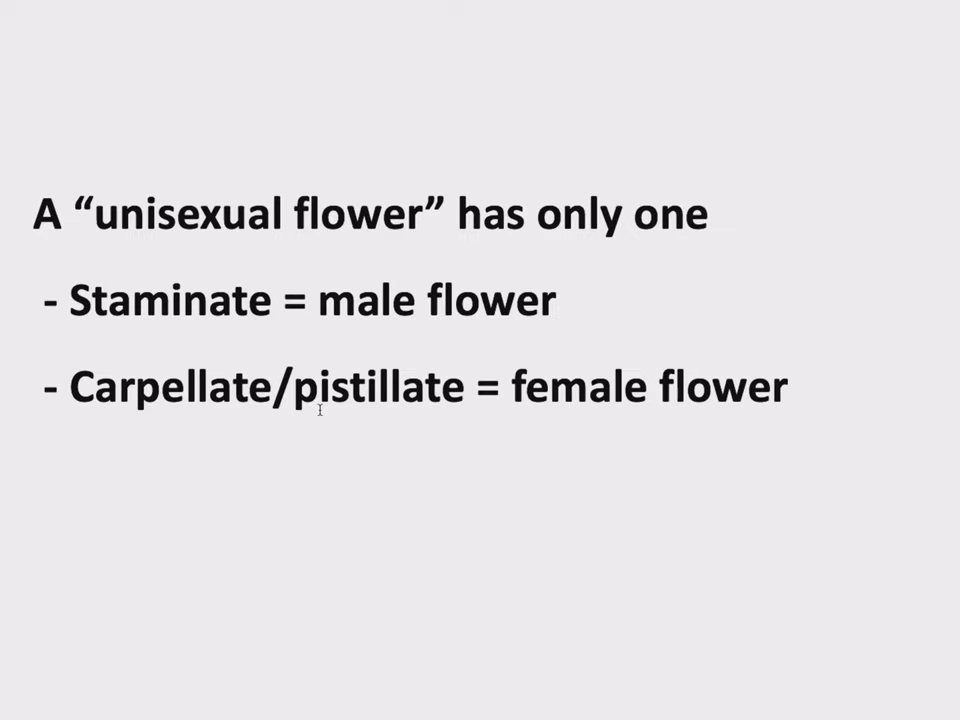 A “unisexual flower” has only one
- Staminate = male flower
- Carpellate/pistillate = female flower